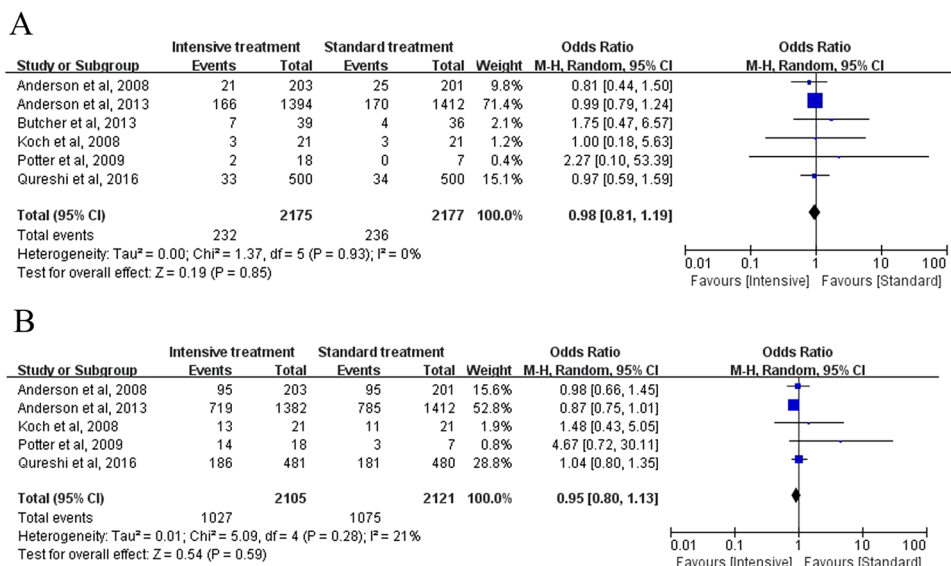 A
Intensive treatment Standard treatment Odds Ratio Odds Ratio
Study or Subgroup Events Total Events Total Weight M-H, Random, 95% CI M-H, Random, 95% CI
Anderson et al, 2008 21 203 25 201 9.8% 0.81 [0.44, 1.50]
Anderson et al, 2013 166 1394 170 1412 71.4% 0.99 [0.79, 1.24]
Butcher et al, 2013 7 39 4 36 2.1% 1.75 [0.47, 6.57]
Koch et al, 2008 3 21 3 21 1.2% 1.00 [0.18, 5.63]
Potter et al, 2009 2 18 0 7 0.4% 2.27 [0.10, 53.39]
Qureshi et al, 2016 33 500 34 500 15.1% 0.97 [0.59, 1.59]
Total (95% CI) 2175 2177 100.0% 0.98 [0.81, 1.19]
Total events 232 236
Heterogeneity: Tau² = 0.00; Chi² = 1.37, df = 5 (P = 0.93); I² = 0%
Test for overall effect: Z = 0.19 (P = 0.85)
0.01 0.1 1 10 100
Favours [Intensive] Favours [Standard]
B
Intensive treatment Standard treatment Odds Ratio Odds Ratio
Study or Subgroup Events Total Events Total Weight M-H, Random, 95% CI M-H, Random, 95% CI
Anderson et al, 2008 95 203 95 201 15.6% 0.98 [0.66, 1.45]
Anderson et al, 2013 719 1382 785 1412 52.8% 0.87 [0.75, 1.01]
Koch et al, 2008 13 21 11 21 1.9% 1.48 [0.43, 5.05]
Potter et al, 2009 14 18 3 7 0.8% 4.67 [0.72, 30.11]
Qureshi et al, 2016 186 481 181 480 28.8% 1.04 [0.80, 1.35]
Total (95% CI) 2105 2121 100.0% 0.95 [0.80, 1.13]
Total events 1027 1075
Heterogeneity: Tau² = 0.01; Chi² = 5.09, df = 4 (P = 0.28); I² = 21%
Test for overall effect: Z = 0.54 (P = 0.59)
0.01 0.1 1 10 100
Favours [Intensive] Favours [Standard]